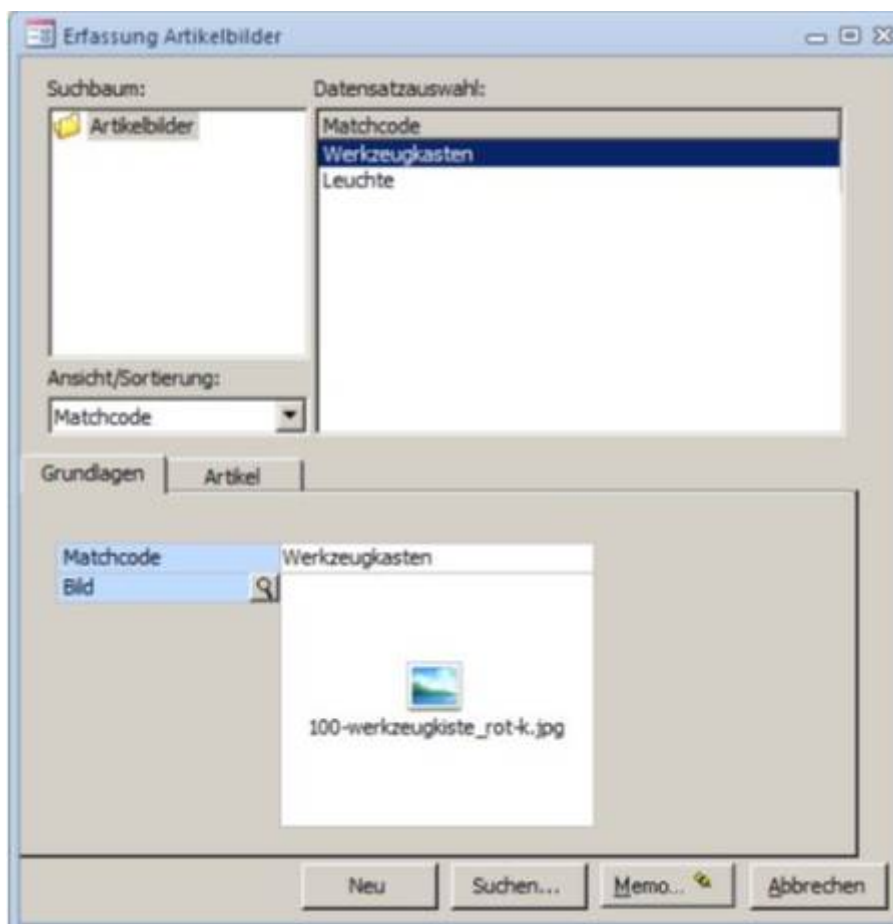 Erfassung Artikelbilder
Suchbaum:
Artikelbilder
Ansicht/Sortierung:
Matchcode
Datensatzauswahl:
Matchcode
Werkzeugkasten
Leuchte
Grundlagen Artikel
Matchcode Werkzeugkasten
Bild
100-werkzeugkiste_rot-k.jpg
Neu Suchen... Memo... Abbrechen